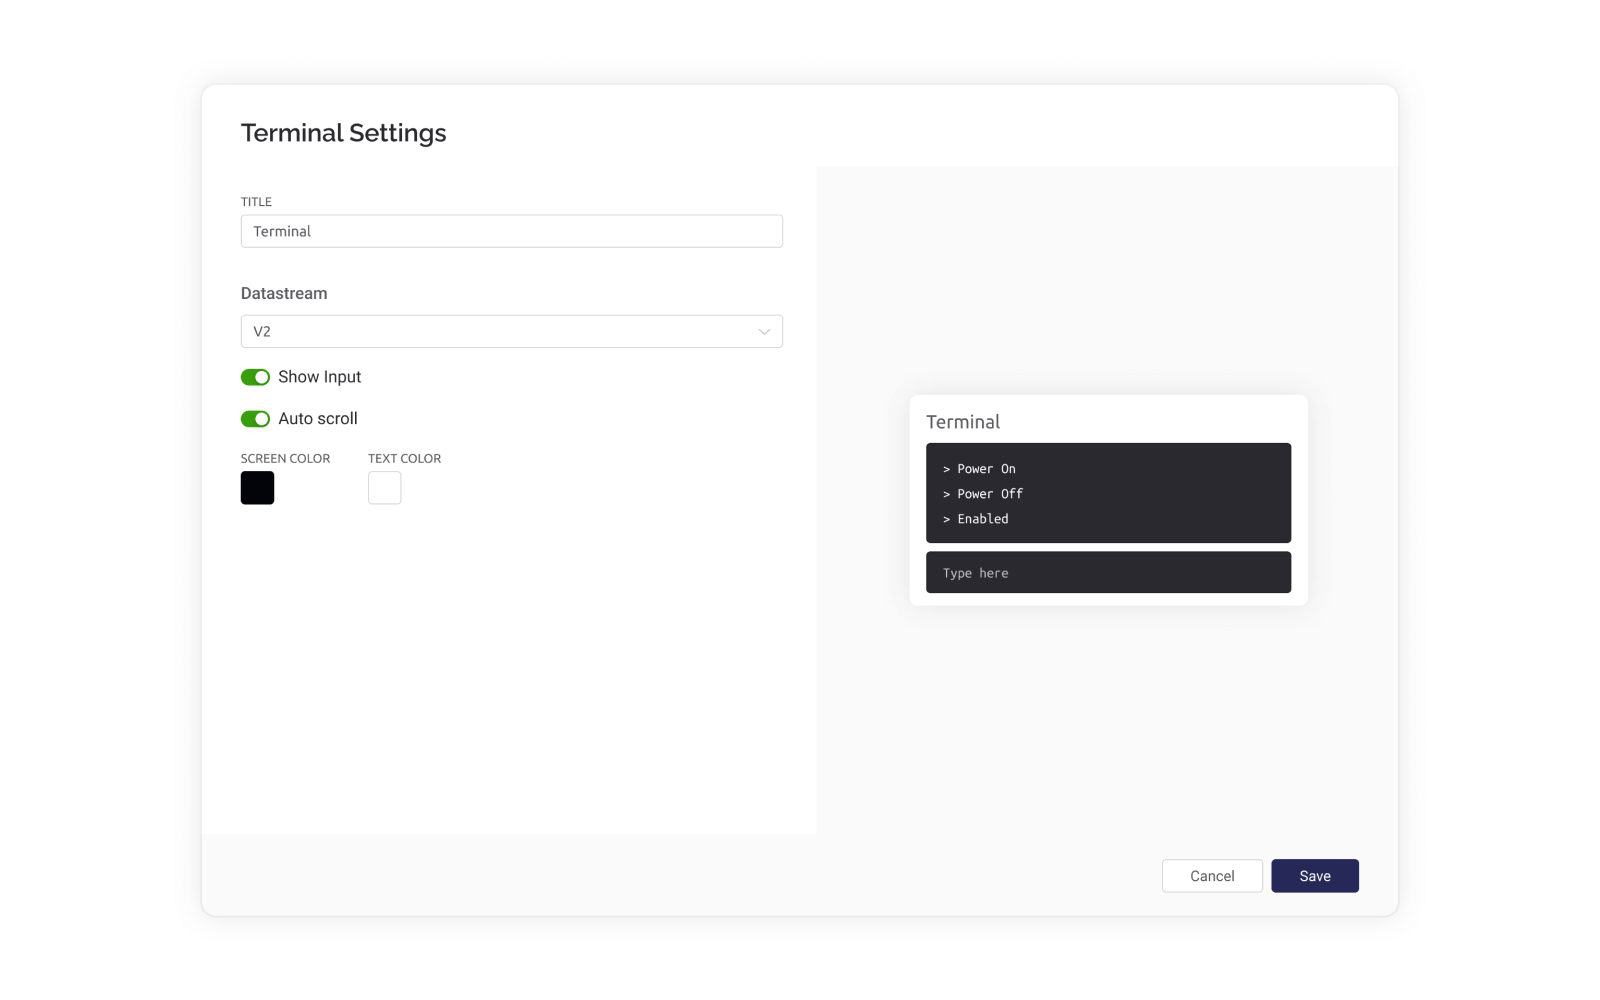 Terminal Settings
TITLE
Terminal
Datastream
V2
Show Input
Auto scroll
SCREEN COLOR
TEXT COLOR
Terminal
> Power On
> Power Off
> Enabled
Type here
Cancel
Save